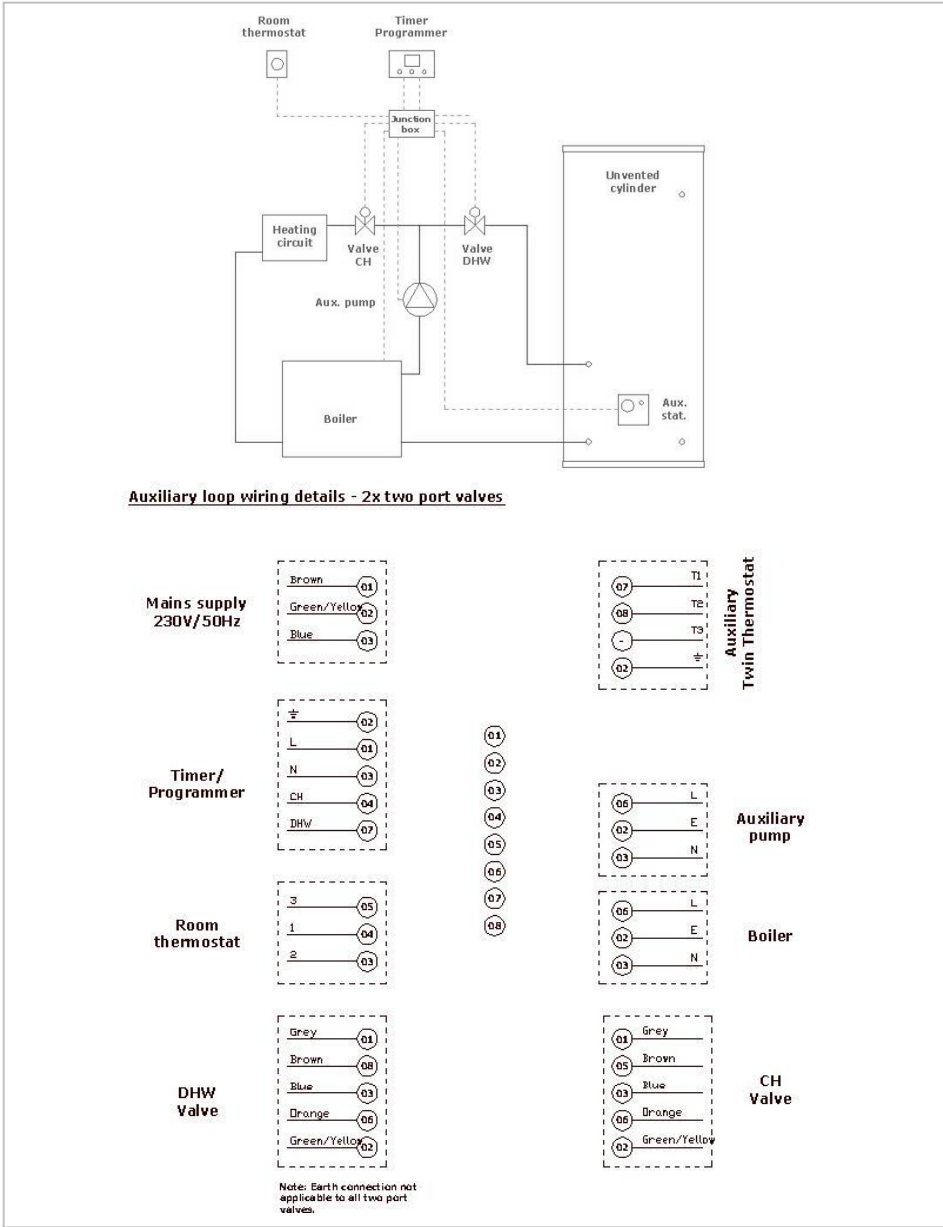 Room
thermostat
Timer
Programmer
Junction
box
Unvented
cylinder
Heating
circuit
Valve
CH
Valve
DHW
Aux. pump
Boiler
Aux.
stat.
Auxiliary loop wiring details - 2x two port valves
Mains supply
230V/50Hz
Brown 01
Green/Yellow 02
Blue 03
07 T1
08 T2
- T3
02
Auxiliary
Twin Thermostat
Timer/
Programmer
02
L 01
N 03
CH 04
DHW 07
01
02
03
04
05
06
07
08
06 L
02 E
03 N
Auxiliary
pump
Room
thermostat
3 05
1 04
2 03
06 L
02 E
03 N
Boiler
DHW
Valve
Grey 01
Brown 08
Blue 03
Orange 06
Green/Yellow 02
01 Grey
05 Brown
03 Blue
06 Orange
02 Green/Yellow
CH
Valve
Note: Earth connection not
applicable to all two port
valves.